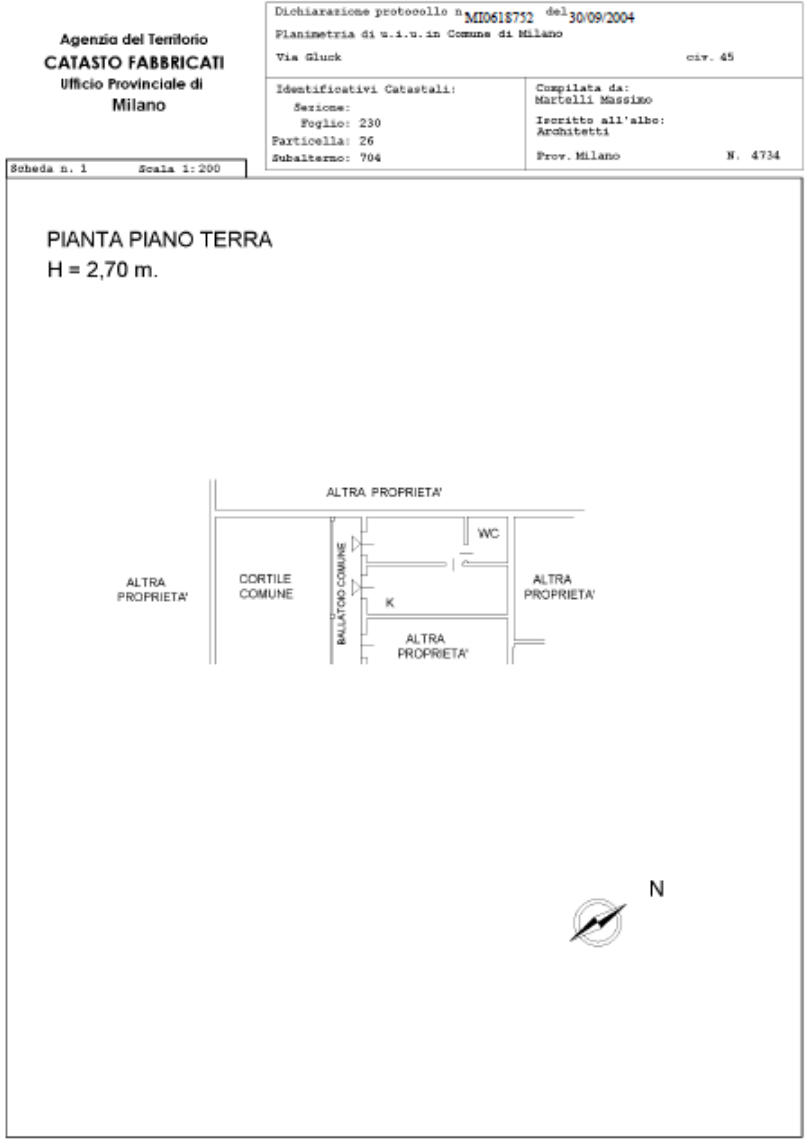 Agenzia del Territorio
CATASTO FABBRICATI
Ufficio Provinciale di
Milano
Dichiarazione protocollo n MI0618752 del 30/09/2004
Planimetria di u.i.u. in Comune di Milano
Via Gluck civ. 45
Identificativi Catastali:
Sezione:
Foglio: 230
Particella: 26
Subalterno: 704
Compilata da:
Martelli Massimo
Iscritto all'albo:
Architetti
Prov. Milano N. 4734
Scheda n. 1 Scala 1:200
PIANTA PIANO TERRA
H = 2,70 m.
ALTRA PROPRIETA'
WC
BALLATOIO COMUNE
ALTRA
PROPRIETA'
CORTILE
COMUNE
K
ALTRA
PROPRIETA'
ALTRA
PROPRIETA'
N